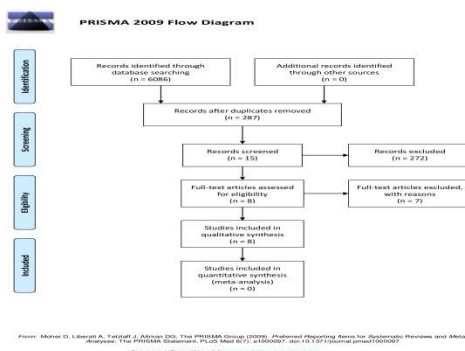 PRISMA 2009 Flow Diagram
Identification
Records identified through
database searching
(n = 6086)
Additional records identified
through other sources
(n = 0)
Records after duplicates removed
(n = 287)
Screening
Records screened
(n = 15)
Records excluded
(n = 272)
Eligibility
Full-text articles assessed
for eligibility
(n = 8)
Full-text articles excluded,
with reasons
(n = 7)
Studies included in
qualitative synthesis
(n = 8)
Included
Studies included in
quantitative synthesis
(meta-analysis)
(n = 0)
From: Moher D, Liberati A, Tetzlaff J, Altman DG, The PRISMA Group (2009). Preferred Reporting Items for Systematic Reviews and Meta-
Analyses: The PRISMA Statement. PLoS Med 6(7): e1000097. doi:10.1371/journal.pmed1000097